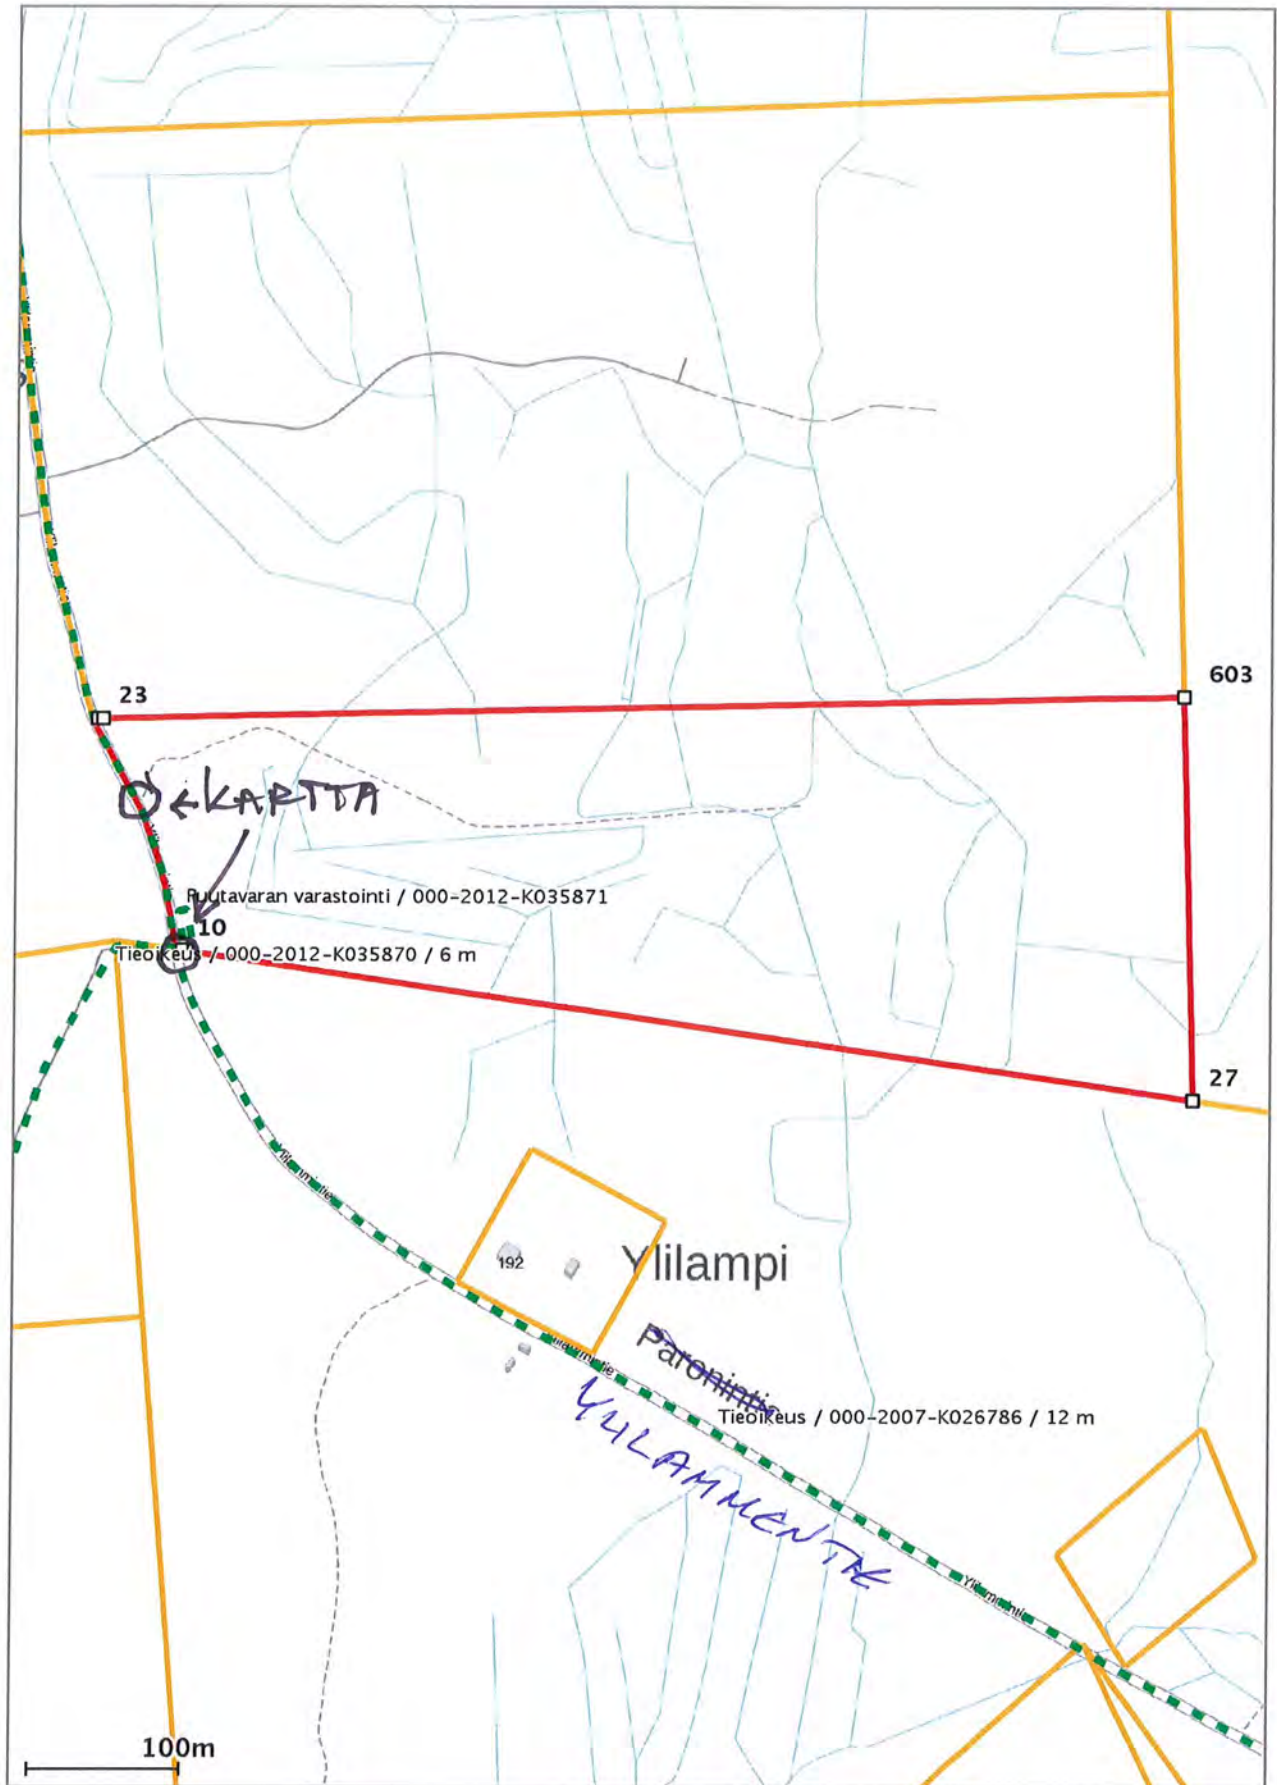 603
23
←KARTTA
Puutavaran varastointi / 000-2012-K035871
10
Tieoikeus / 000-2012-K035870 / 6 m
27
192
Ylilampi
Paronintie
Tieoikeus / 000-2007-K026786 / 12 m
YLILAMMENTIE
100m